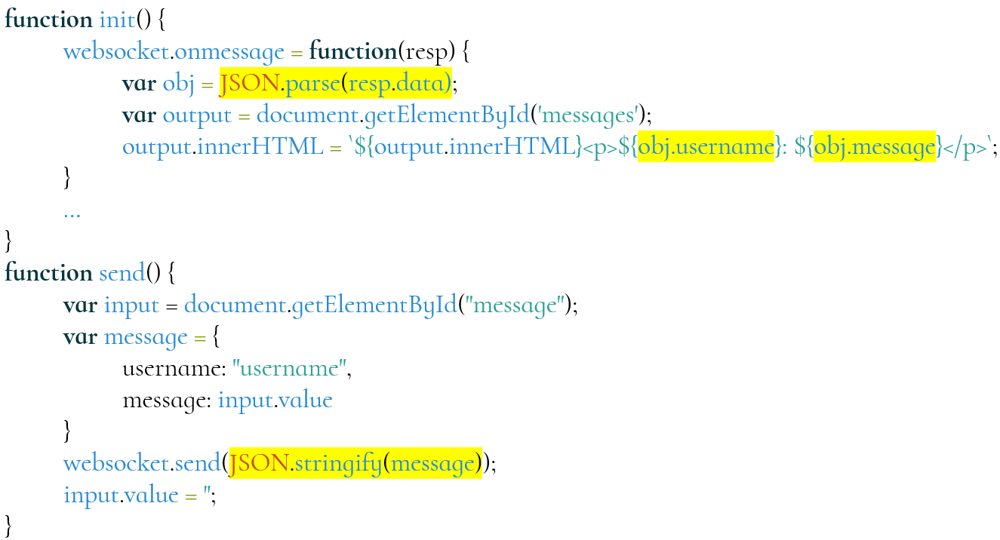 function init() {
websocket.onmessage = function(resp) {
var obj = JSON.parse(resp.data);
var output = document.getElementById('messages');
output.innerHTML = `${output.innerHTML}<p>${obj.username}: ${obj.message}</p>`;
}
...
}
function send() {
var input = document.getElementById("message");
var message = {
username: "username",
message: input.value
}
websocket.send(JSON.stringify(message));
input.value = '';
}